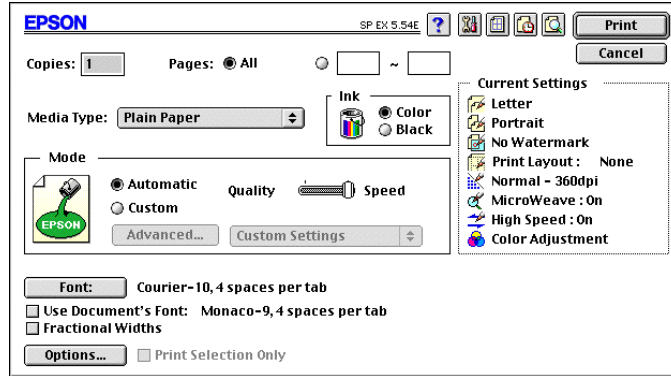 EPSON
SP EX 5.54E
?
Print
Cancel
Copies: 1
Pages: All
~
Media Type: Plain Paper
Ink
Color
Black
Mode
EPSON
Automatic
Custom
Quality
Speed
Advanced...
Custom Settings
Current Settings
Letter
Portrait
No Watermark
Print Layout : None
Normal - 360dpi
MicroWeave : On
High Speed : On
Color Adjustment
Font: Courier-10, 4 spaces per tab
Use Document's Font: Monaco-9, 4 spaces per tab
Fractional Widths
Options...
Print Selection Only